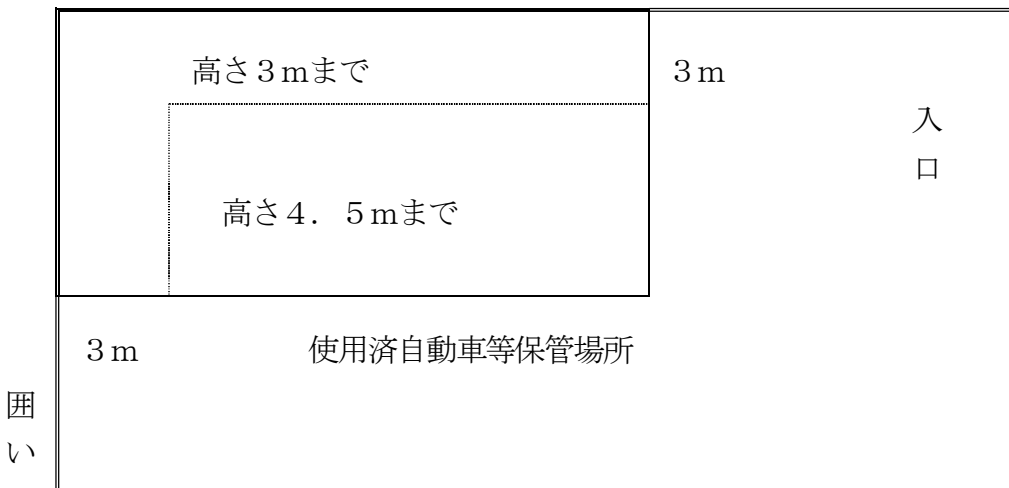 高さ３ｍまで
３ｍ
入口
高さ４．５ｍまで
３ｍ
使用済自動車等保管場所
囲い